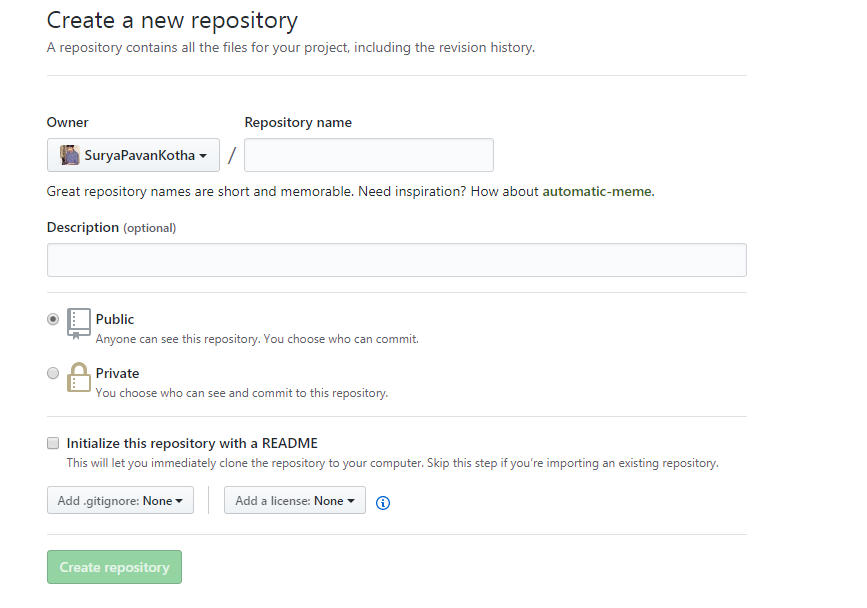 Create a new repository
A repository contains all the files for your project, including the revision history.
Owner
Repository name
SuryaPavanKotha
/
Great repository names are short and memorable. Need inspiration? How about automatic-meme.
Description (optional)
Public
Anyone can see this repository. You choose who can commit.
Private
You choose who can see and commit to this repository.
Initialize this repository with a README
This will let you immediately clone the repository to your computer. Skip this step if you're importing an existing repository.
Add .gitignore: None
Add a license: None
Create repository